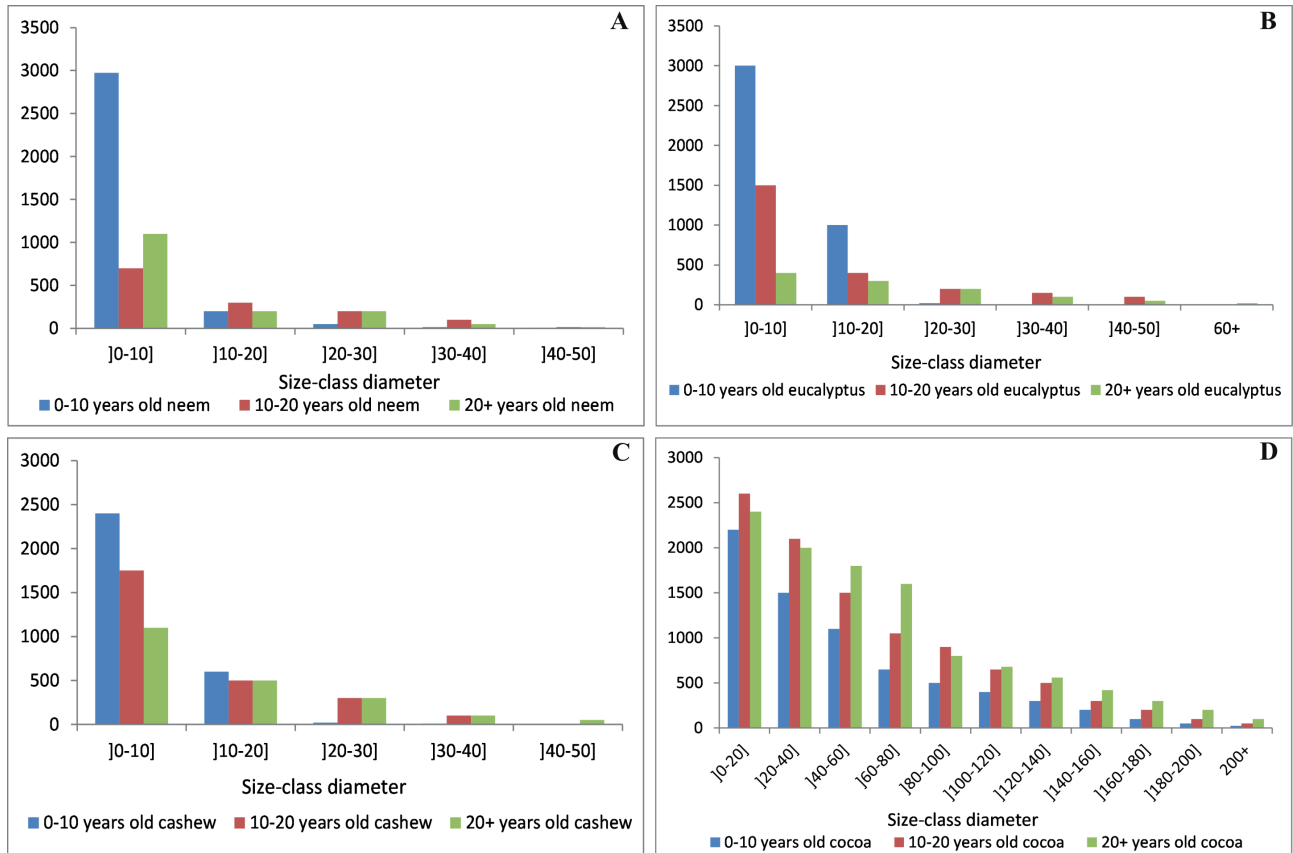 A
3500
3000
2500
2000
1500
1000
500
0
]0-10] ]10-20] ]20-30] ]30-40] ]40-50]
Size-class diameter
0-10 years old neem 10-20 years old neem 20+ years old neem
B
3500
3000
2500
2000
1500
1000
500
0
]0-10] ]10-20] ]20-30] ]30-40] ]40-50] 60+
Size-class diameter
0-10 years old eucalyptus 10-20 years old eucalyptus 20+ years old eucalyptus
C
3000
2500
2000
1500
1000
500
0
]0-10] ]10-20] ]20-30] ]30-40] ]40-50]
Size-class diameter
0-10 years old cashew 10-20 years old cashew 20+ years old cashew
D
3000
2500
2000
1500
1000
500
0
]0-20] ]20-40] ]40-60] ]60-80] ]80-100] ]100-120] ]120-140] ]140-160] ]160-180] ]180-200] 200+
Size-class diameter
0-10 years old cocoa 10-20 years old cocoa 20+ years old cocoa